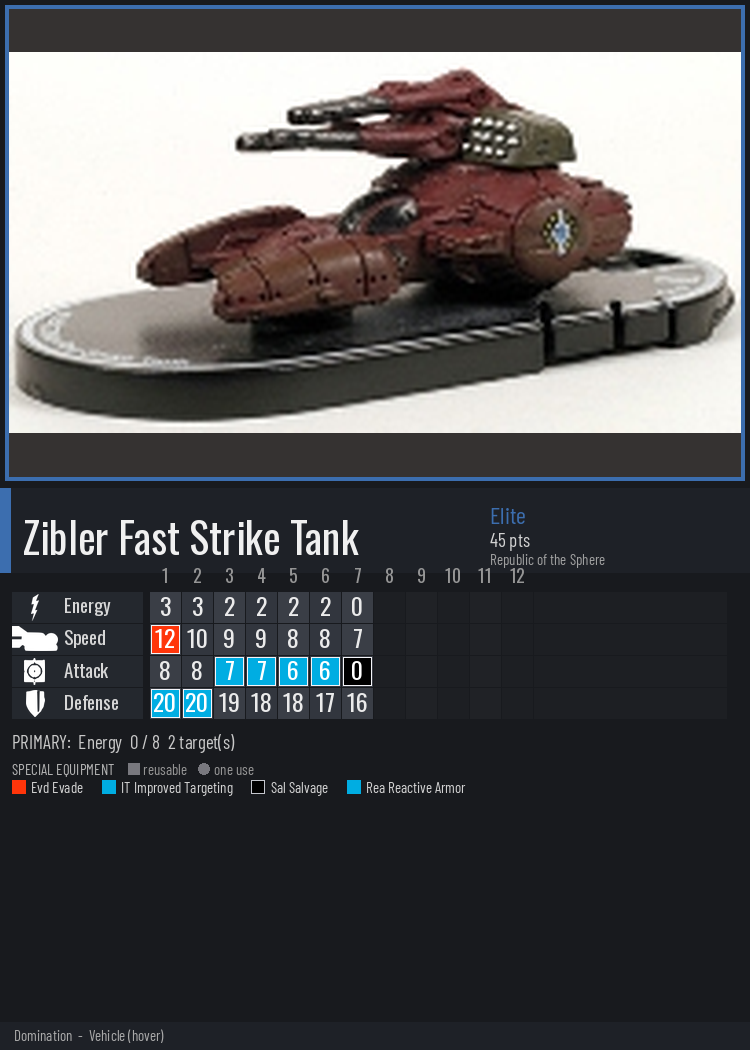 Zibler Fast Strike Tank
Elite
45 pts
Republic of the Sphere
1 2 3 4 5 6 7 8 9 10 11 12
Energy 3 3 2 2 2 2 0
Speed 12 10 9 9 8 8 7
Attack 8 8 7 7 6 6 0
Defense 20 20 19 18 18 17 16
PRIMARY: Energy 0 / 8 2 target(s)
SPECIAL EQUIPMENT reusable one use
Evd Evade IT Improved Targeting Sal Salvage Rea Reactive Armor
Domination - Vehicle (hover)